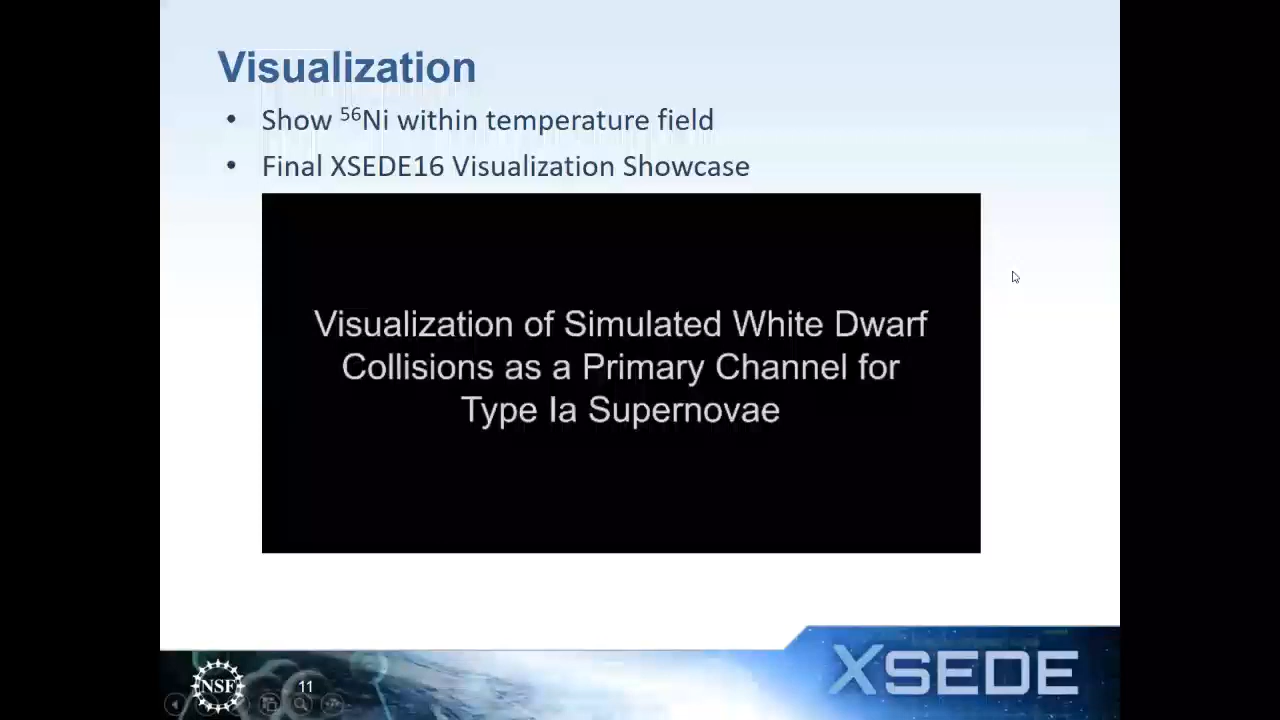 Visualization
• Show ⁵⁶Ni within temperature field
• Final XSEDE16 Visualization Showcase
Visualization of Simulated White Dwarf
Collisions as a Primary Channel for
Type Ia Supernovae
NSF
11
XSEDE